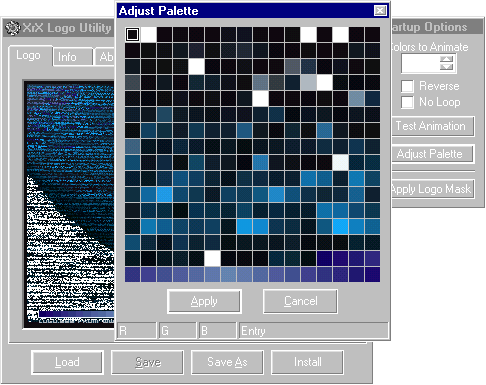 XiX Logo Utility
Adjust Palette
Startup Options
Logo
Info
Ab
Colors to Animate
Reverse
No Loop
Test Animation
Adjust Palette
Apply Logo Mask
Apply
Cancel
R
G
B
Entry
Load
Save
Save As
Install